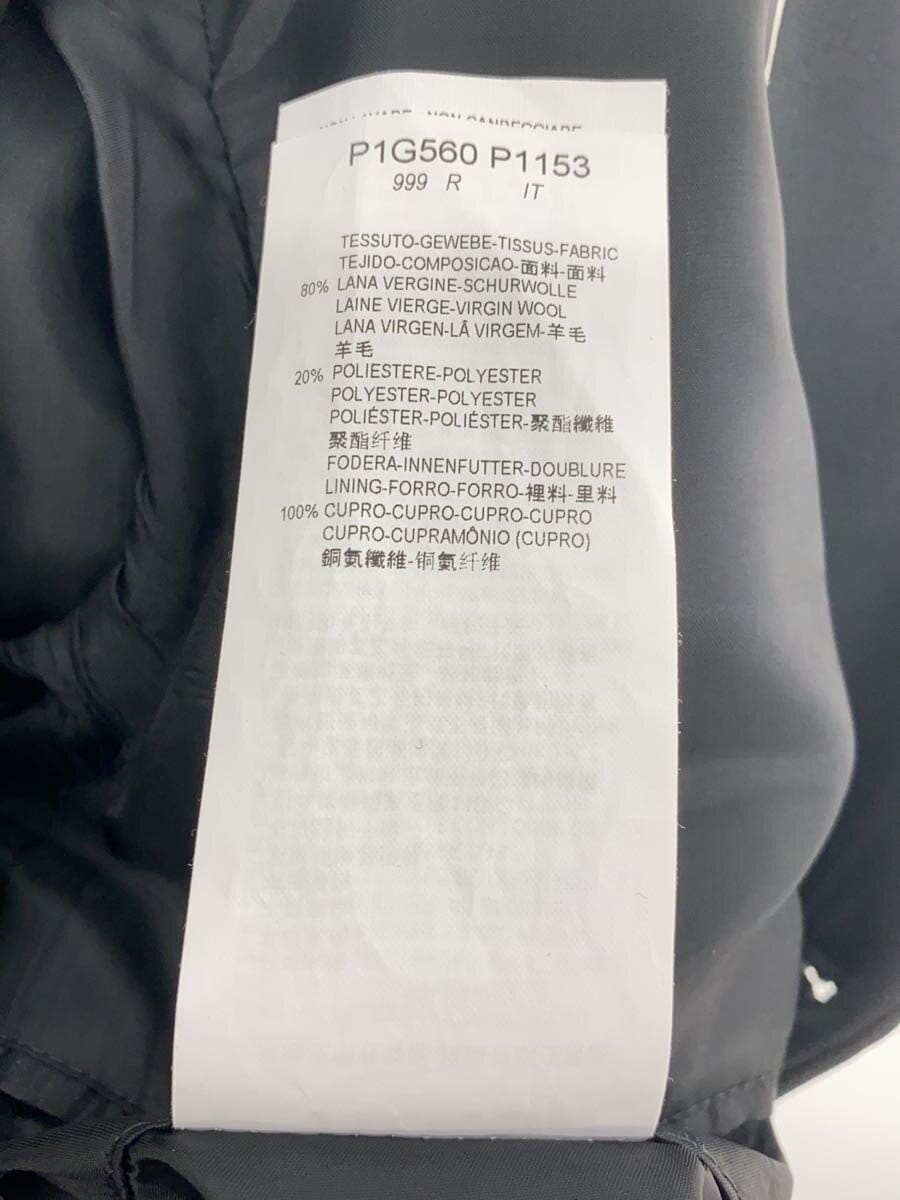 P1G560 P1153
999 R IT
TESSUTO-GEWEBE-TISSUS-FABRIC
TEJIDO-COMPOSICAO-面料-面料
80% LANA VERGINE-SCHURWOLLE
LAINE VIERGE-VIRGIN WOOL
LANA VIRGEN-LÃ VIRGEM-羊毛
羊毛
20% POLIESTERE-POLYESTER
POLYESTER-POLYESTER
POLIÉSTER-POLIÉSTER-聚酯纖維
聚酯纤维
FODERA-INNENFUTTER-DOUBLURE
LINING-FORRO-FORRO-裡料-里料
100% CUPRO-CUPRO-CUPRO-CUPRO
CUPRO-CUPRAMÔNIO (CUPRO)
銅氨纖維-铜氨纤维